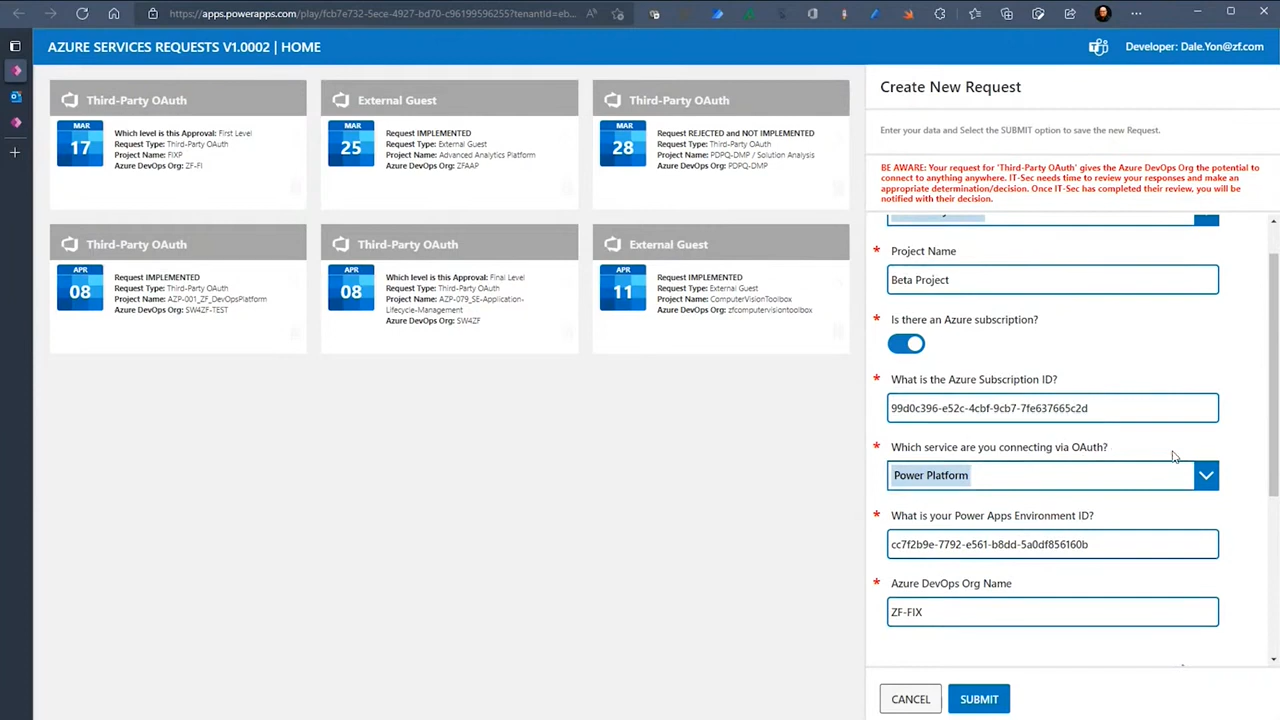 https://apps.powerapps.com/play/fcb7e732-5ece-4927-bd70-c96199596255?tenantId=eb...
AZURE SERVICES REQUESTS V1.0002 | HOME
Developer: Dale.Yon@zf.com
Third-Party OAuth
MAR
17
Which level is this Approval: First Level
Request Type: Third-Party OAuth
Project Name: FIXP
Azure DevOps Org: ZF-FI
External Guest
MAR
25
Request IMPLEMENTED
Request Type: External Guest
Project Name: Advanced Analytics Platform
Azure DevOps Org: ZFAAP
Third-Party OAuth
MAR
28
Request REJECTED and NOT IMPLEMENTED
Request Type: Third-Party OAuth
Project Name: PDPQ-DMP / Solution Analysis
Azure DevOps Org: PDPQ-DMP
Third-Party OAuth
APR
08
Request IMPLEMENTED
Request Type: Third-Party OAuth
Project Name: AZP-001_ZF_DevOpsPlatform
Azure DevOps Org: SW4ZF-TEST
Third-Party OAuth
APR
08
Which level is this Approval: Final Level
Request Type: Third-Party OAuth
Project Name: AZP-079_SE-Application-
Lifecycle-Management
Azure DevOps Org: SW4ZF
External Guest
APR
11
Request IMPLEMENTED
Request Type: External Guest
Project Name: ComputerVisionToolbox
Azure DevOps Org: zfcomputervisiontoolbox
Create New Request
Enter your data and Select the SUBMIT option to save the new Request.
BE AWARE: Your request for 'Third-Party OAuth' gives the Azure DevOps Org the potential to
connect to anything anywhere. IT-Sec needs time to review your responses and make an
appropriate determination/decision. Once IT-Sec has completed their review, you will be
notified with their decision.
* Project Name
Beta Project
* Is there an Azure subscription?
* What is the Azure Subscription ID?
99d0c396-e52c-4cbf-9cb7-7fe637665c2d
* Which service are you connecting via OAuth?
Power Platform
* What is your Power Apps Environment ID?
cc7f2b9e-7792-e561-b8dd-5a0df856160b
* Azure DevOps Org Name
ZF-FIX
CANCEL
SUBMIT